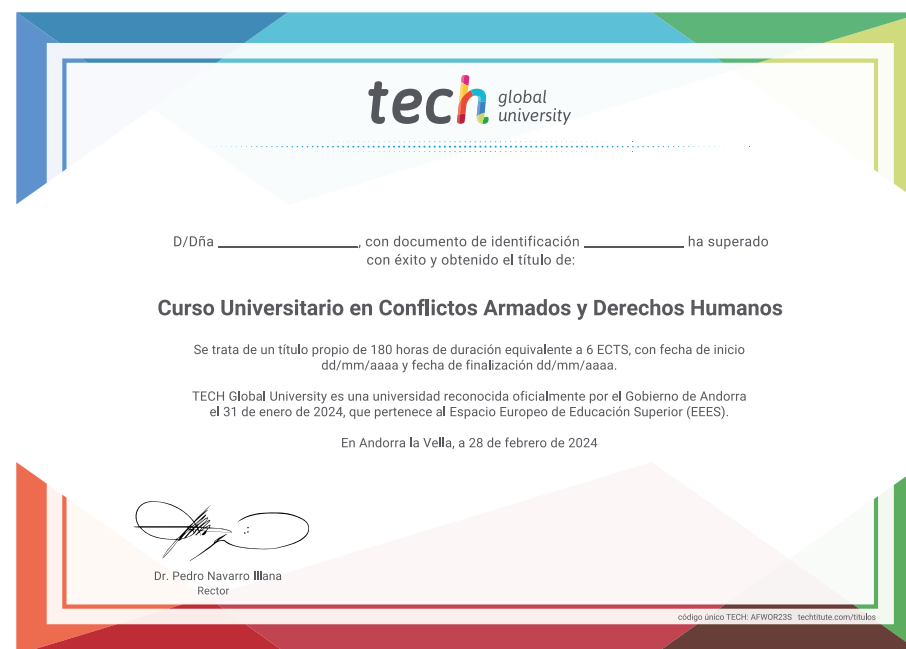 tech global university
D/Dña ____________________, con documento de identificación ______________ ha superado
con éxito y obtenido el título de:
Curso Universitario en Conflictos Armados y Derechos Humanos
Se trata de un título propio de 180 horas de duración equivalente a 6 ECTS, con fecha de inicio
dd/mm/aaaa y fecha de finalización dd/mm/aaaa.
TECH Global University es una universidad reconocida oficialmente por el Gobierno de Andorra
el 31 de enero de 2024, que pertenece al Espacio Europeo de Educación Superior (EEES).
En Andorra la Vella, a 28 de febrero de 2024
Dr. Pedro Navarro Illana
Rector
código único TECH: AFWOR23S techtitute.com/titulos